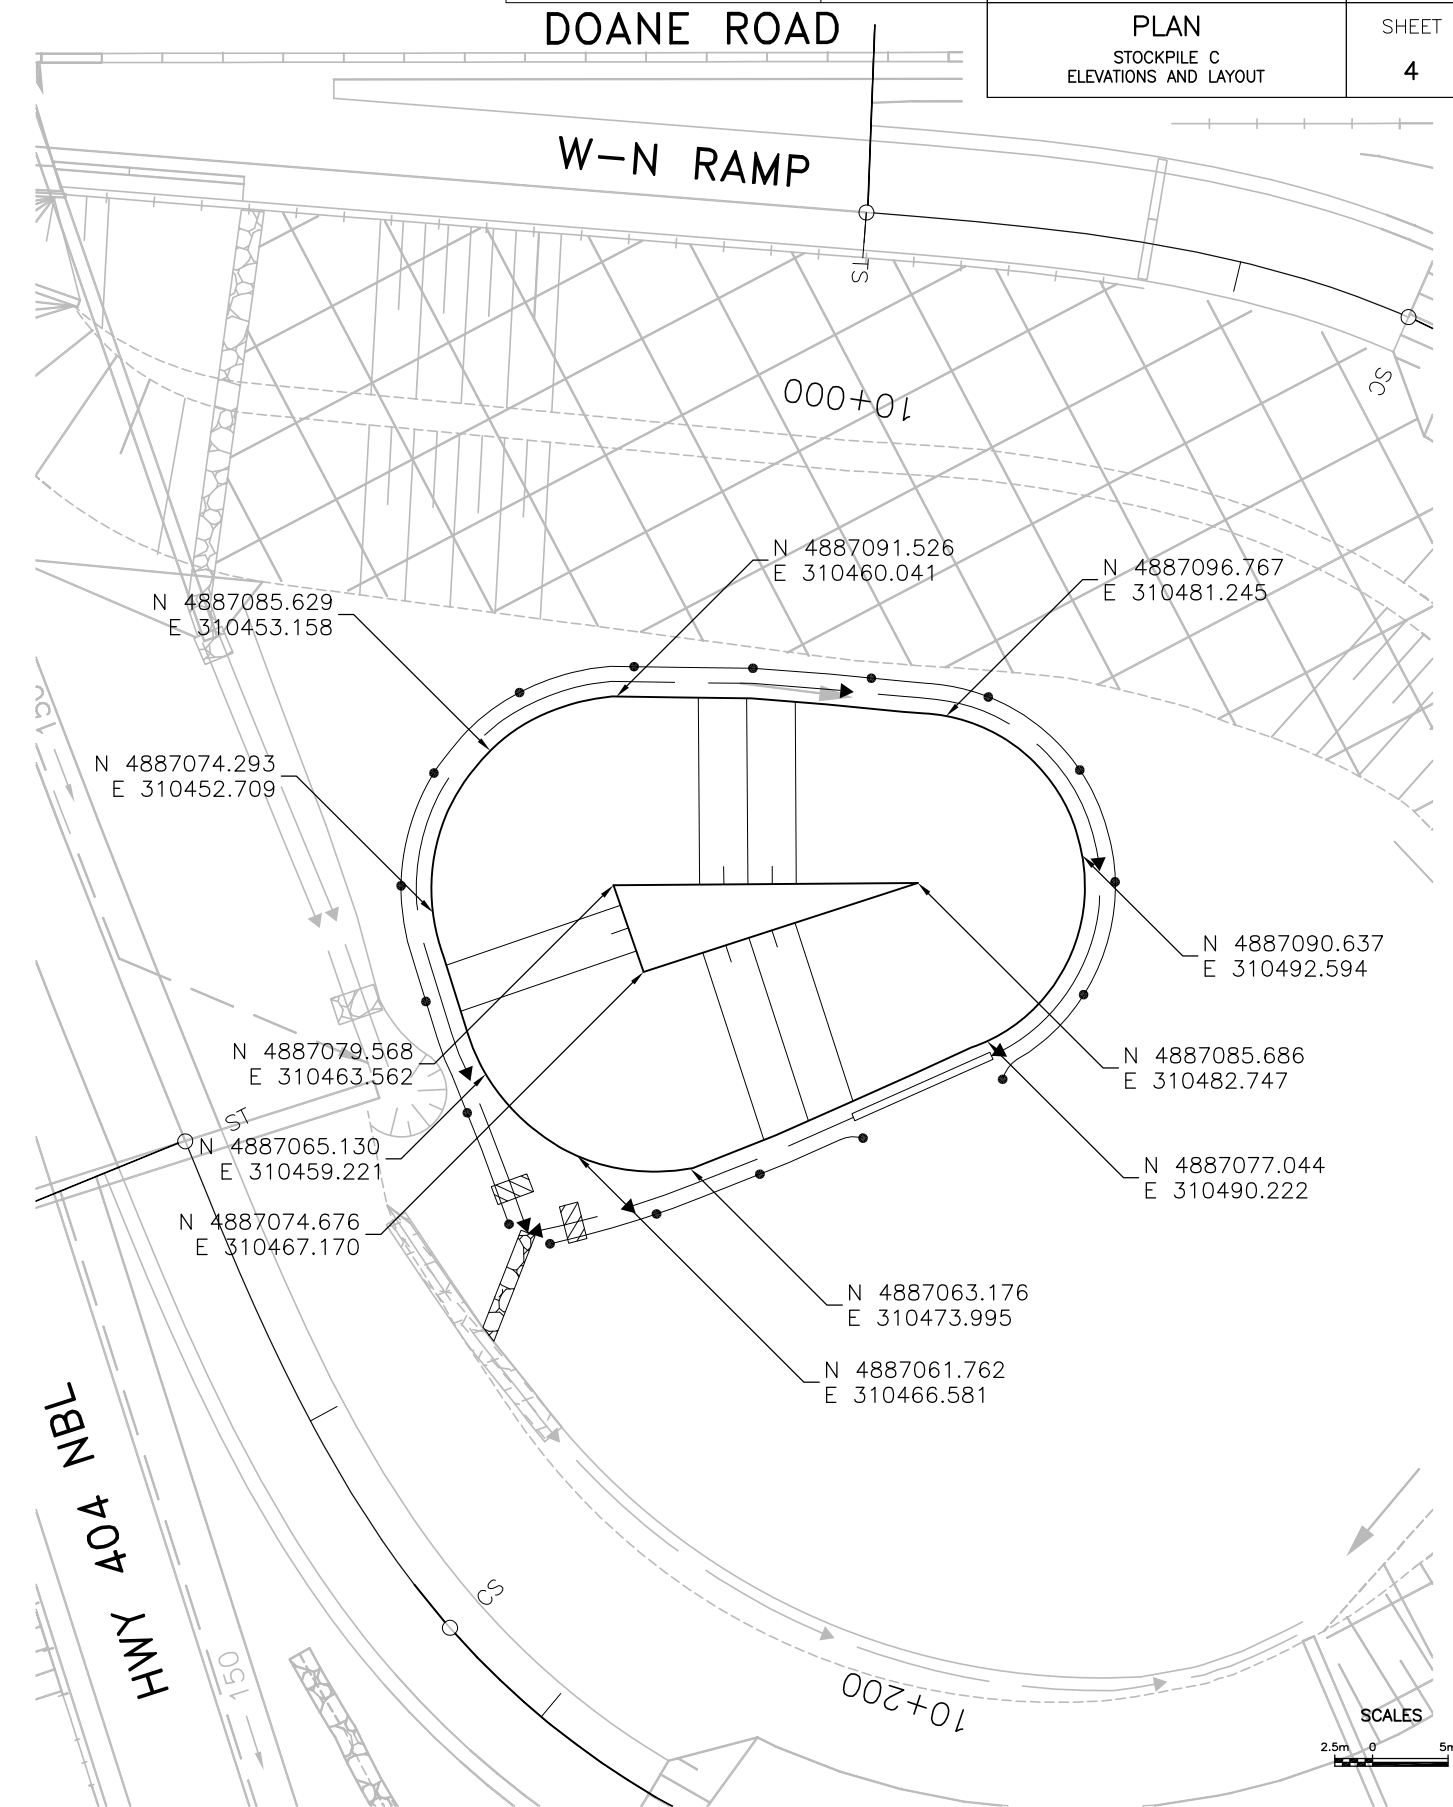 DOANE ROAD
PLAN
STOCKPILE C
ELEVATIONS AND LAYOUT
SHEET
4
W-N RAMP
ST
SC
10+000
N 4887091.526
E 310460.041
N 4887096.767
E 310481.245
N 4887085.629
E 310453.158
150
N 4887074.293
E 310452.709
N 4887090.637
E 310492.594
N 4887079.568
E 310463.562
N 4887085.686
E 310482.747
ST
N 4887065.130
E 310459.221
N 4887077.044
E 310490.222
N 4887074.676
E 310467.170
N 4887063.176
E 310473.995
N 4887061.762
E 310466.581
HWY 404 NBL
CS
150
10+200
SCALES
2.5m 0 5m